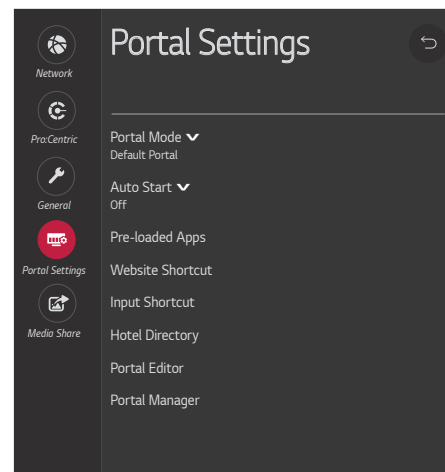 Portal Settings
Network
Pro:Centric
General
Portal Settings
Media Share
Portal Mode
Default Portal
Auto Start
Off
Pre-loaded Apps
Website Shortcut
Input Shortcut
Hotel Directory
Portal Editor
Portal Manager